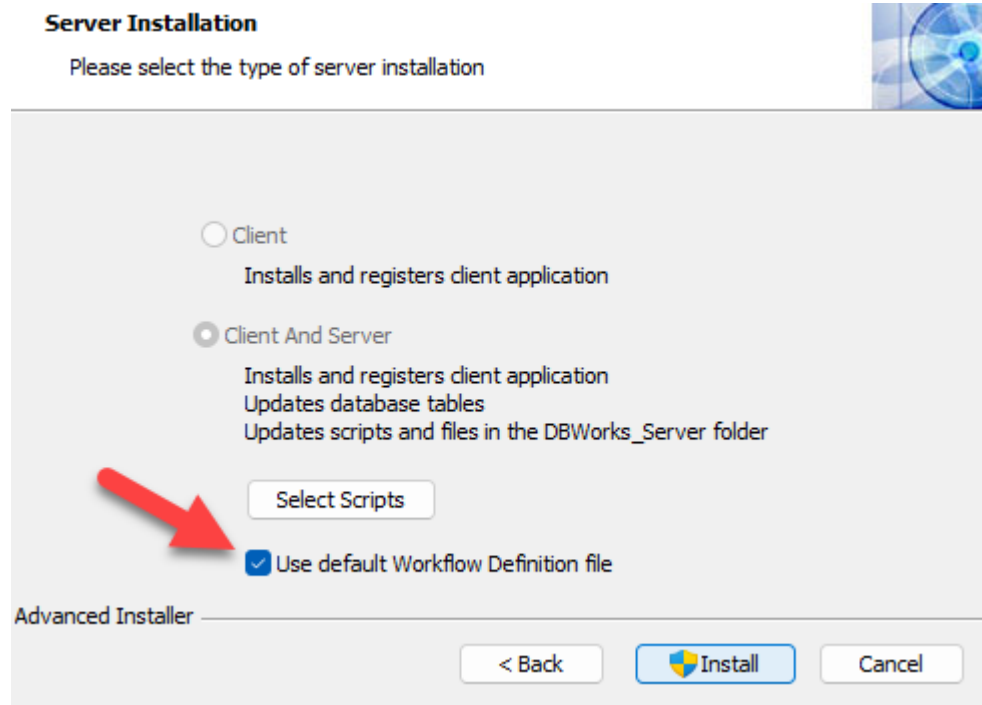 Server Installation
Please select the type of server installation
Client
Installs and registers client application
Client And Server
Installs and registers client application
Updates database tables
Updates scripts and files in the DBWorks_Server folder
Select Scripts
Use default Workflow Definition file
Advanced Installer
< Back
Install
Cancel